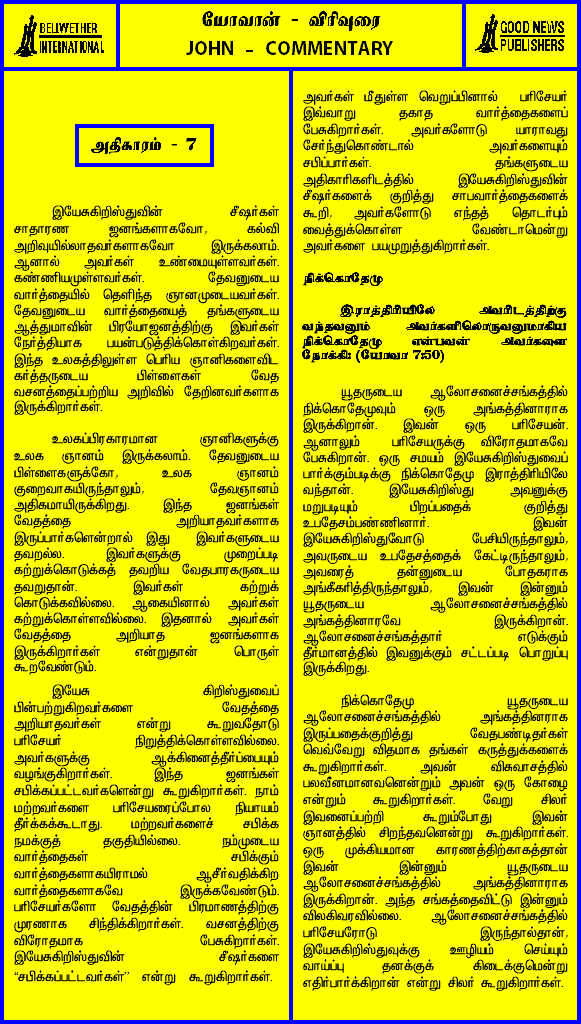 BELWETHER
INTERNATIONAL
யோவான் - விரிவுரை
JOHN - COMMENTARY
GOOD NEWS
PUBLISHERS
அதிகாரம் - 7
இயேசுகிறிஸ்துவின் சீஷர்கள்
சாதாரண ஜனங்களாகவோ, கல்வி
அறிவுயில்லாதவர்களாகவோ இருக்கலாம்.
ஆனால் அவர்கள் உண்மையுள்ளவர்கள்.
கண்ணியமுள்ளவர்கள். தேவனுடைய
வார்த்தையில் தெளிந்த ஞானமுடையவர்கள்.
தேவனுடைய வார்த்தையைத் தங்களுடைய
ஆத்துமாவின் பிரயோஜனத்திற்கு இவர்கள்
நேர்த்தியாக பயன்படுத்திக்கொள்கிறவர்கள்.
இந்த உலகத்திலுள்ள பெரிய ஞானிகளைவிட
கர்த்தருடைய பிள்ளைகள் வேத
வசனத்தைப்பற்றிய அறிவில் தேறினவர்களாக
இருக்கிறார்கள்.
உலகப்பிரகாரமான ஞானிகளுக்கு
உலக ஞானம் இருக்கலாம். தேவனுடைய
பிள்ளைகளுக்கோ, உலக ஞானம்
குறைவாகயிருந்தாலும், தேவஞானம்
அதிகமாயிருக்கிறது. இந்த ஜனங்கள்
வேதத்தை அறியாதவர்களாக
இருப்பார்களென்றால் இது இவர்களுடைய
தவறல்ல. இவர்களுக்கு முறைப்படி
கற்றுக்கொடுக்கத் தவறிய வேதபாரகருடைய
தவறுதான். இவர்கள் கற்றுக்
கொடுக்கவில்லை. ஆகையினால் அவர்கள்
கற்றுக்கொள்ளவில்லை. இதனால் அவர்கள்
வேதத்தை அறியாத ஜனங்களாக
இருக்கிறார்கள் என்றுதான் பொருள்
கூறவேண்டும்.
இயேசு கிறிஸ்துவைப்
பின்பற்றுகிறவர்களை வேதத்தை
அறியாதவர்கள் என்று கூறுவதோடு
பரிசேயர் நிறுத்திக்கொள்ளவில்லை.
அவர்களுக்கு ஆக்கினைத்தீர்ப்பையும்
வழங்குகிறார்கள். இந்த ஜனங்கள்
சபிக்கப்பட்டவர்களென்று கூறுகிறார்கள். நாம்
மற்றவர்களை பரிசேயரைப்போல நியாயம்
தீர்க்கக்கூடாது. மற்றவர்களைச் சபிக்க
நமக்குத் தகுதியில்லை. நம்முடைய
வார்த்தைகள் சபிக்கும்
வார்த்தைகளாகயிராமல் ஆசீர்வதிக்கிற
வார்த்தைகளாகவே இருக்கவேண்டும்.
பரிசேயர்களோ வேதத்தின் பிரமாணத்திற்கு
முரணாக சிந்திக்கிறார்கள். வசனத்திற்கு
விரோதமாக பேசுகிறார்கள்.
இயேசுகிறிஸ்துவின் சீஷர்களை
“சபிக்கப்பட்டவர்கள்” என்று கூறுகிறார்கள்.
அவர்கள் மீதுள்ள வெறுப்பினால் பரிசேயர்
இவ்வாறு தகாத வார்த்தைகளைப்
பேசுகிறார்கள். அவர்களோடு யாராவது
சேர்ந்துகொண்டால் அவர்களையும்
சபிப்பார்கள். தங்களுடைய
அதிகாரிகளிடத்தில் இயேசுகிறிஸ்துவின்
சீஷர்களைக் குறித்து சாபவார்த்தைகளைக்
கூறி, அவர்களோடு எந்தத் தொடர்பும்
வைத்துக்கொள்ள வேண்டாமென்று
அவர்களை பயமுறுத்துகிறார்கள்.
நிக்கொதேமு
இராத்திரியிலே அவரிடத்திற்கு
வந்தவனும் அவர்களிலொருவனுமாகிய
நிக்கொதேமு என்பவன் அவர்களை
நோக்கி: (யோவா 7:50)
யூதருடைய ஆலோசனைச்சங்கத்தில்
நிக்கொதேமுவும் ஒரு அங்கத்தினராக
இருக்கிறான். இவன் ஒரு பரிசேயன்.
ஆனாலும் பரிசேயருக்கு விரோதமாகவே
பேசுகிறான். ஒரு சமயம் இயேசுகிறிஸ்துவைப்
பார்க்கும்படிக்கு நிக்கொதேமு இராத்திரியிலே
வந்தான். இயேசுகிறிஸ்து அவனுக்கு
மறுபடியும் பிறப்பதைக் குறித்து
உபதேசம்பண்ணினார். இவன்
இயேசுகிறிஸ்துவோடு பேசியிருந்தாலும்,
அவருடைய உபதேசத்தைக் கேட்டிருந்தாலும்,
அவரைத் தன்னுடைய போதகராக
அங்கீகரித்திருந்தாலும், இவன் இன்னும்
யூதருடைய ஆலோசனைச்சங்கத்தில்
அங்கத்தினாரவே இருக்கிறான்.
ஆலோசனைச்சங்கத்தார் எடுக்கும்
தீர்மானத்தில் இவனுக்கும் சட்டப்படி பொறுப்பு
இருக்கிறது.
நிக்கொதேமு யூதருடைய
ஆலோசனைச்சங்கத்தில் அங்கத்தினராக
இருப்பதைக்குறித்து வேதபண்டிதர்கள்
வெவ்வேறு விதமாக தங்கள் கருத்துக்களைக்
கூறுகிறார்கள். அவன் விசுவாசத்தில்
பலவீனமானவனென்றும் அவன் ஒரு கோழை
என்றும் கூறுகிறார்கள். வேறு சிலர்
இவனைப்பற்றி கூறும்போது இவன்
ஞானத்தில் சிறந்தவனென்று கூறுகிறார்கள்.
ஒரு முக்கியமான காரணத்திற்காகத்தான்
இவன் இன்னும் யூதருடைய
ஆலோசனைச்சங்கத்தில் அங்கத்தினாராக
இருக்கிறான். அந்த சங்கத்தைவிட்டு இன்னும்
விலகிவரவில்லை. ஆலோசனைச்சங்கத்தில்
பரிசேயரோடு இருந்தால்தான்,
இயேசுகிறிஸ்துவுக்கு ஊழியம் செய்யும்
வாய்ப்பு தனக்குக் கிடைக்குமென்று
எதிர்பார்க்கிறான் என்று சிலர் கூறுகிறார்கள்.